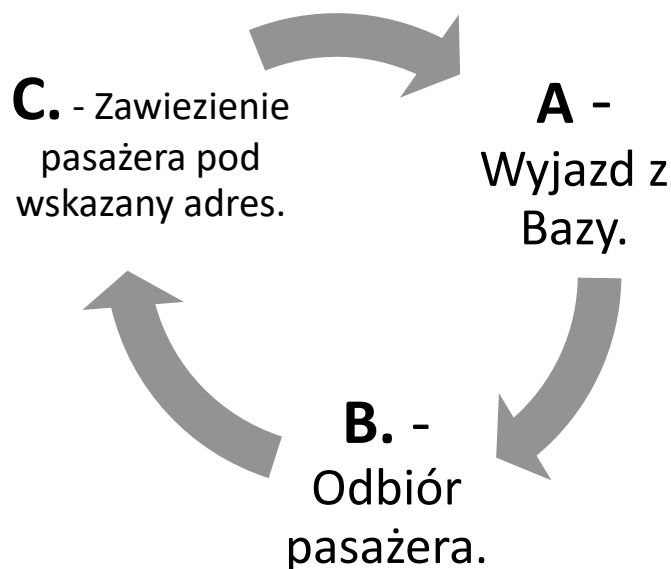 A -
Wyjazd z
Bazy.
B. -
Odbiór
pasażera.
C. - Zawiezienie
pasażera pod
wskazany adres.